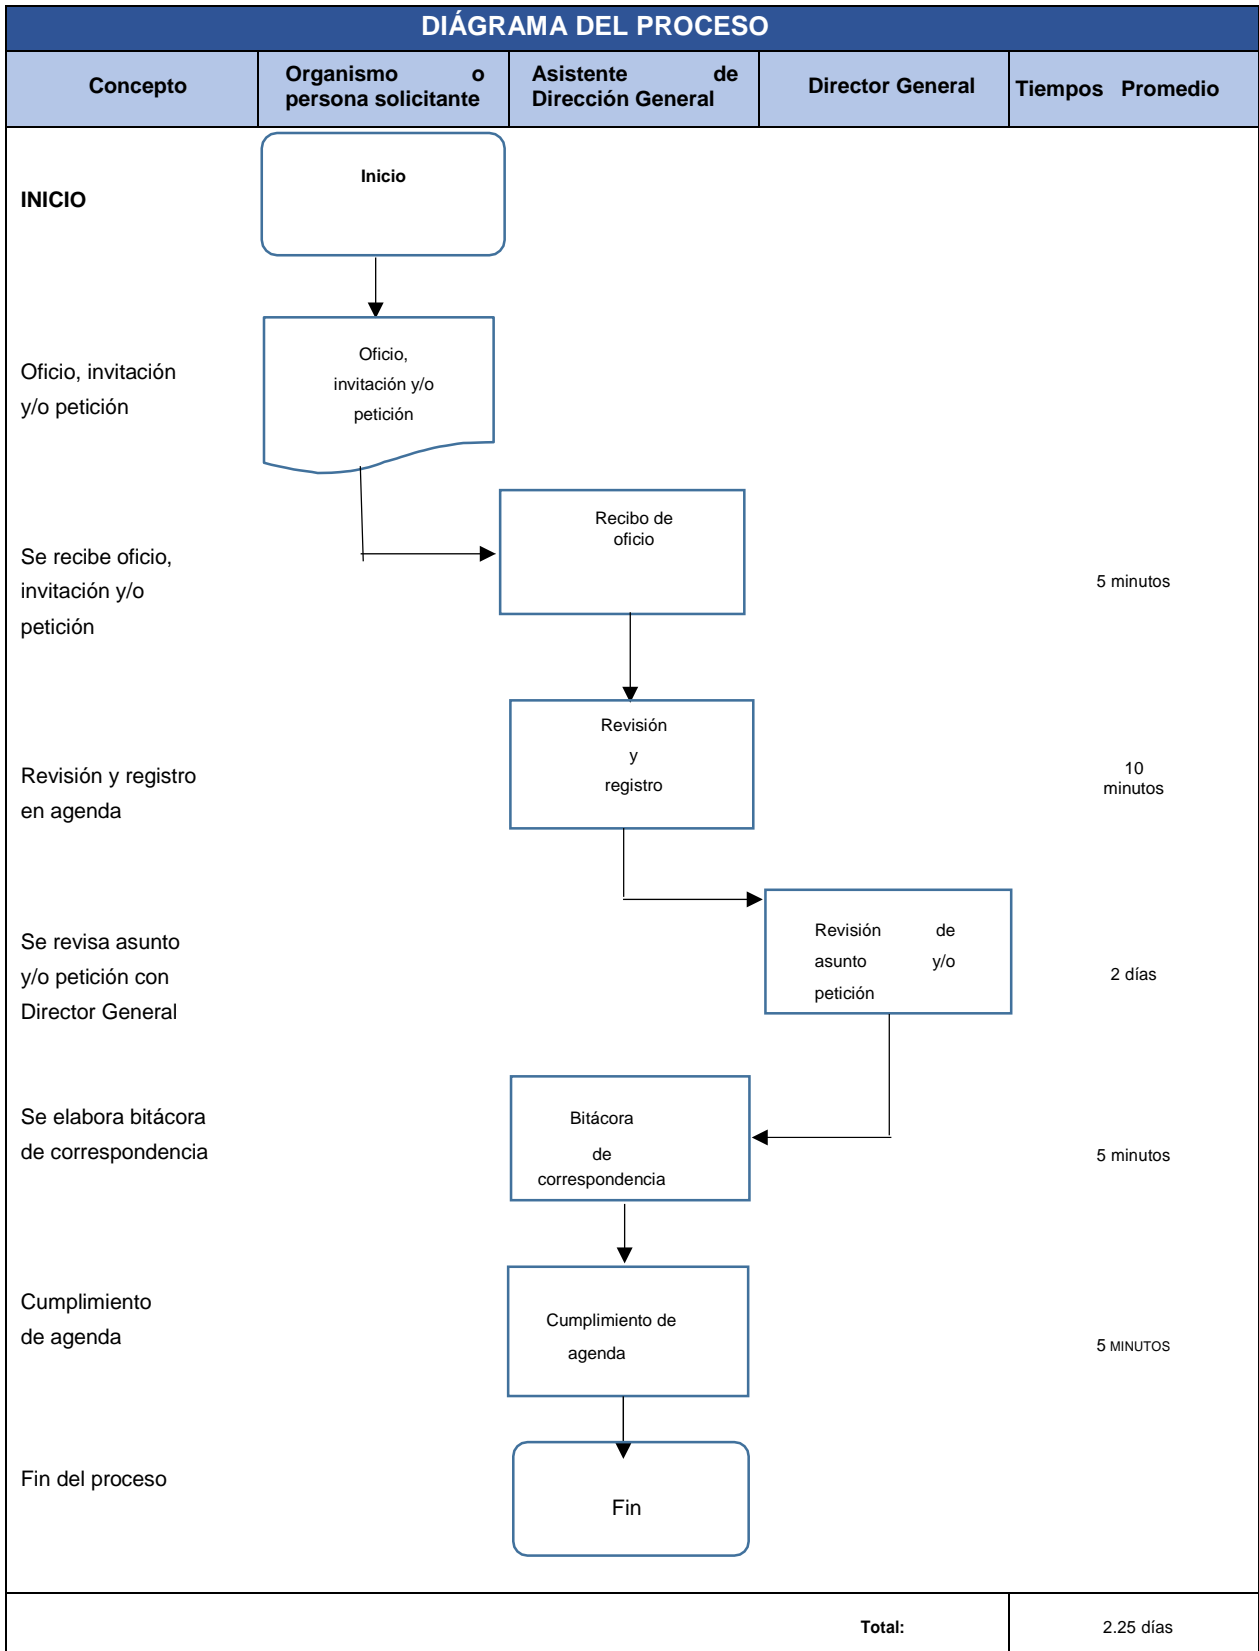 DIÁGRAMA DEL PROCESO
Concepto
Organismo o
persona solicitante
Asistente de
Dirección General
Director General
Tiempos Promedio
INICIO
Inicio
Oficio, invitación
y/o petición
Oficio,
invitación y/o
petición
Se recibe oficio,
invitación y/o
petición
Recibo de
oficio
5 minutos
Revisión y registro
en agenda
Revisión
y
registro
10
minutos
Se revisa asunto
y/o petición con
Director General
Revisión de
asunto y/o
petición
2 días
Se elabora bitácora
de correspondencia
Bitácora
de
correspondencia
5 minutos
Cumplimiento
de agenda
Cumplimiento de
agenda
5 MINUTOS
Fin del proceso
Fin
Total:
2.25 días